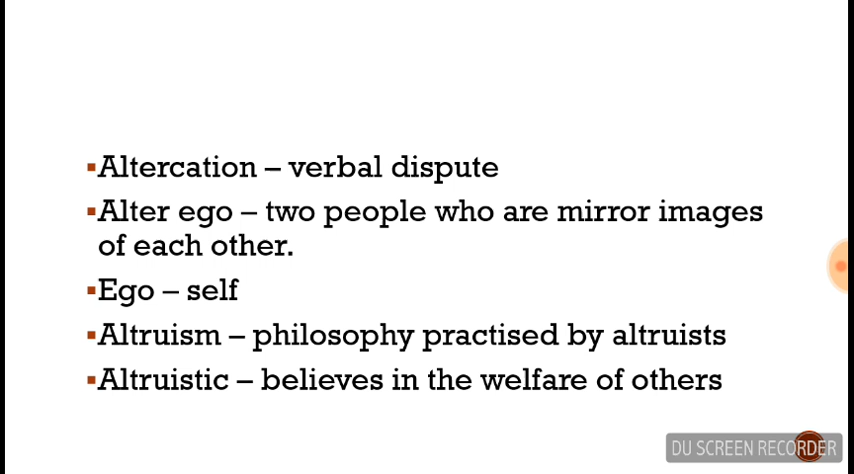 ▪Altercation – verbal dispute
▪Alter ego – two people who are mirror images
of each other.
▪Ego – self
▪Altruism – philosophy practised by altruists
▪Altruistic – believes in the welfare of others
DU SCREEN RECORDER